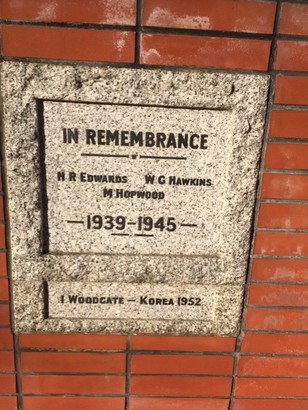 IN REMEMBRANCE
H R EDWARDS W G HAWKINS
M HOPWOOD
—1939-1945—
I WOODGATE — KOREA 1952